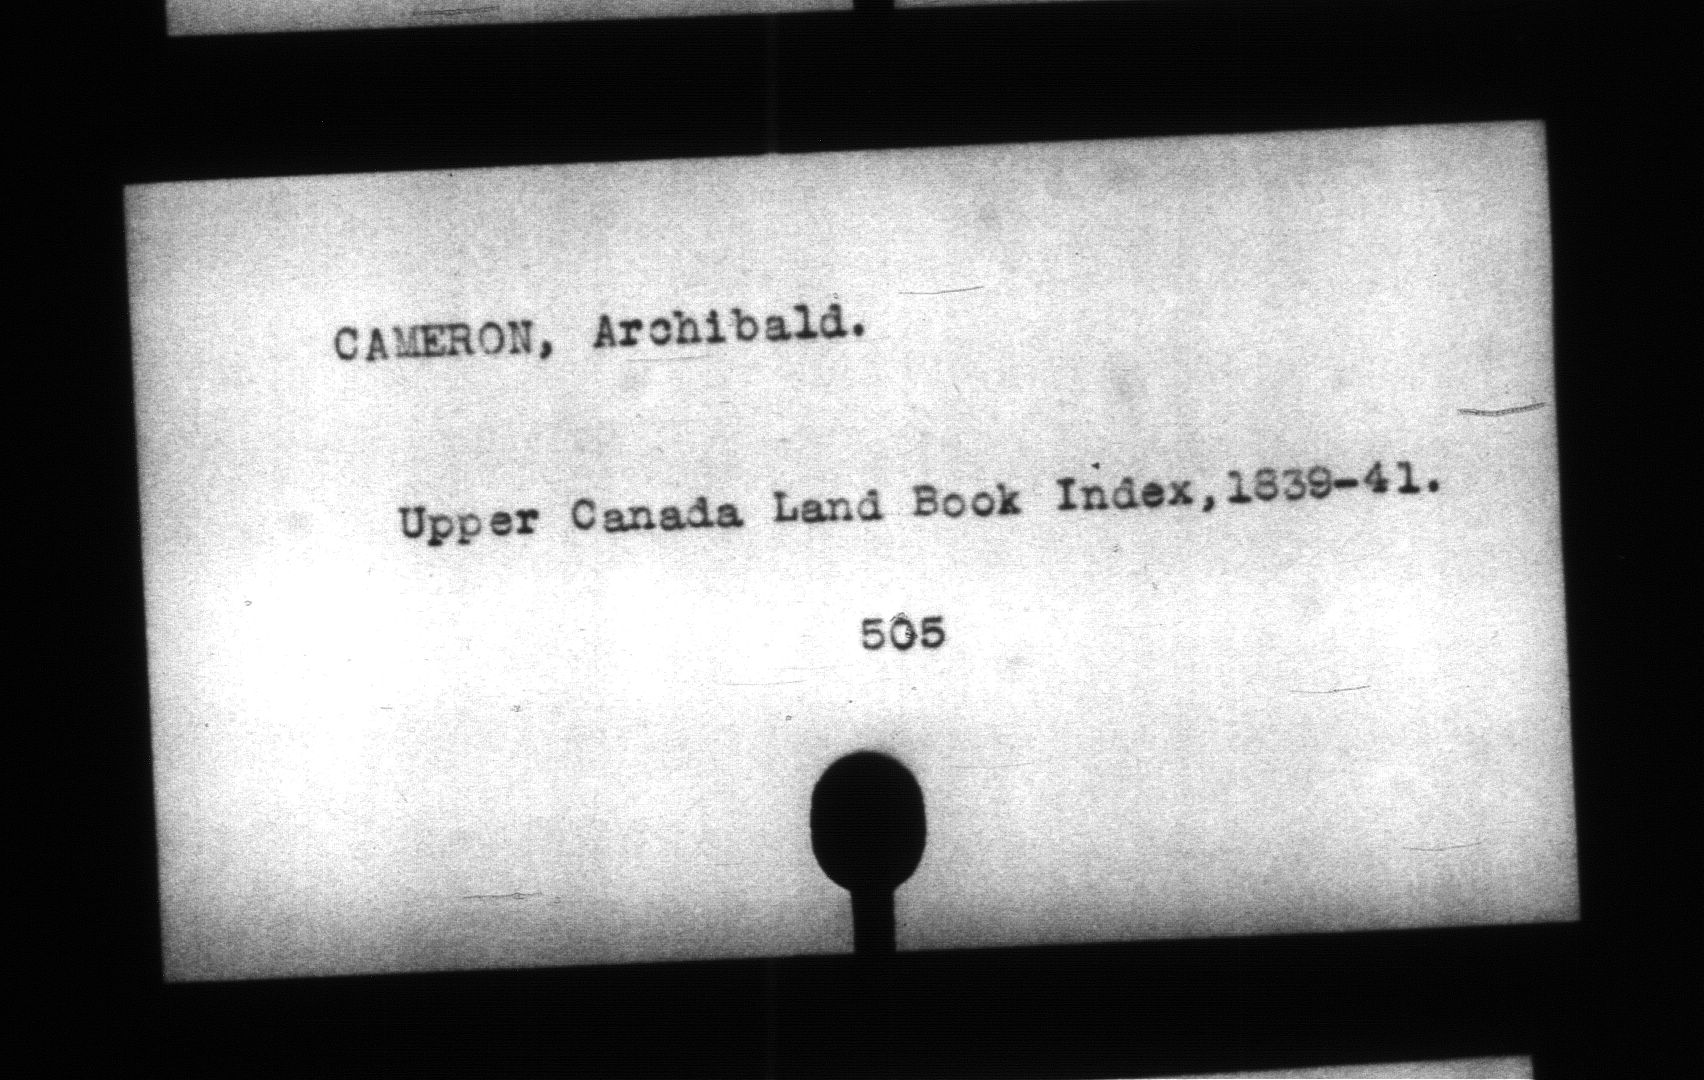 CAMERON, Archibald.
Upper Canada Land Book Index,1839-41.
505